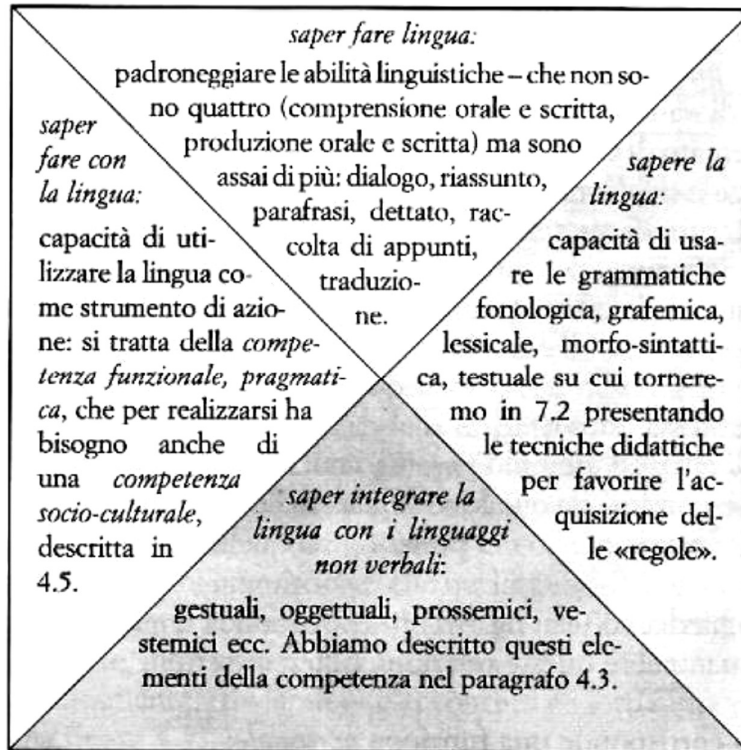 saper fare lingua:
padroneggiare le abilità linguistiche – che non so-
no quattro (comprensione orale e scritta,
produzione orale e scritta) ma sono
assai di più: dialogo, riassunto,
parafrasi, dettato, rac-
colta di appunti,
traduzio-
ne.
saper
fare con
la lingua:
capacità di uti-
lizzare la lingua co-
me strumento di azio-
ne: si tratta della compe-
tenza funzionale, pragmati-
ca, che per realizzarsi ha
bisogno anche di
una competenza
socio-culturale,
descritta in
4.5.
sapere la
lingua:
capacità di usa-
re le grammatiche
fonologica, grafemica,
lessicale, morfo-sintatti-
ca, testuale su cui tornere-
mo in 7.2 presentando
le tecniche didattiche
per favorire l'ac-
quisizione del-
le «regole».
saper integrare la
lingua con i linguaggi
non verbali:
gestuali, oggettuali, prossemici, ve-
stemici ecc. Abbiamo descritto questi ele-
menti della competenza nel paragrafo 4.3.